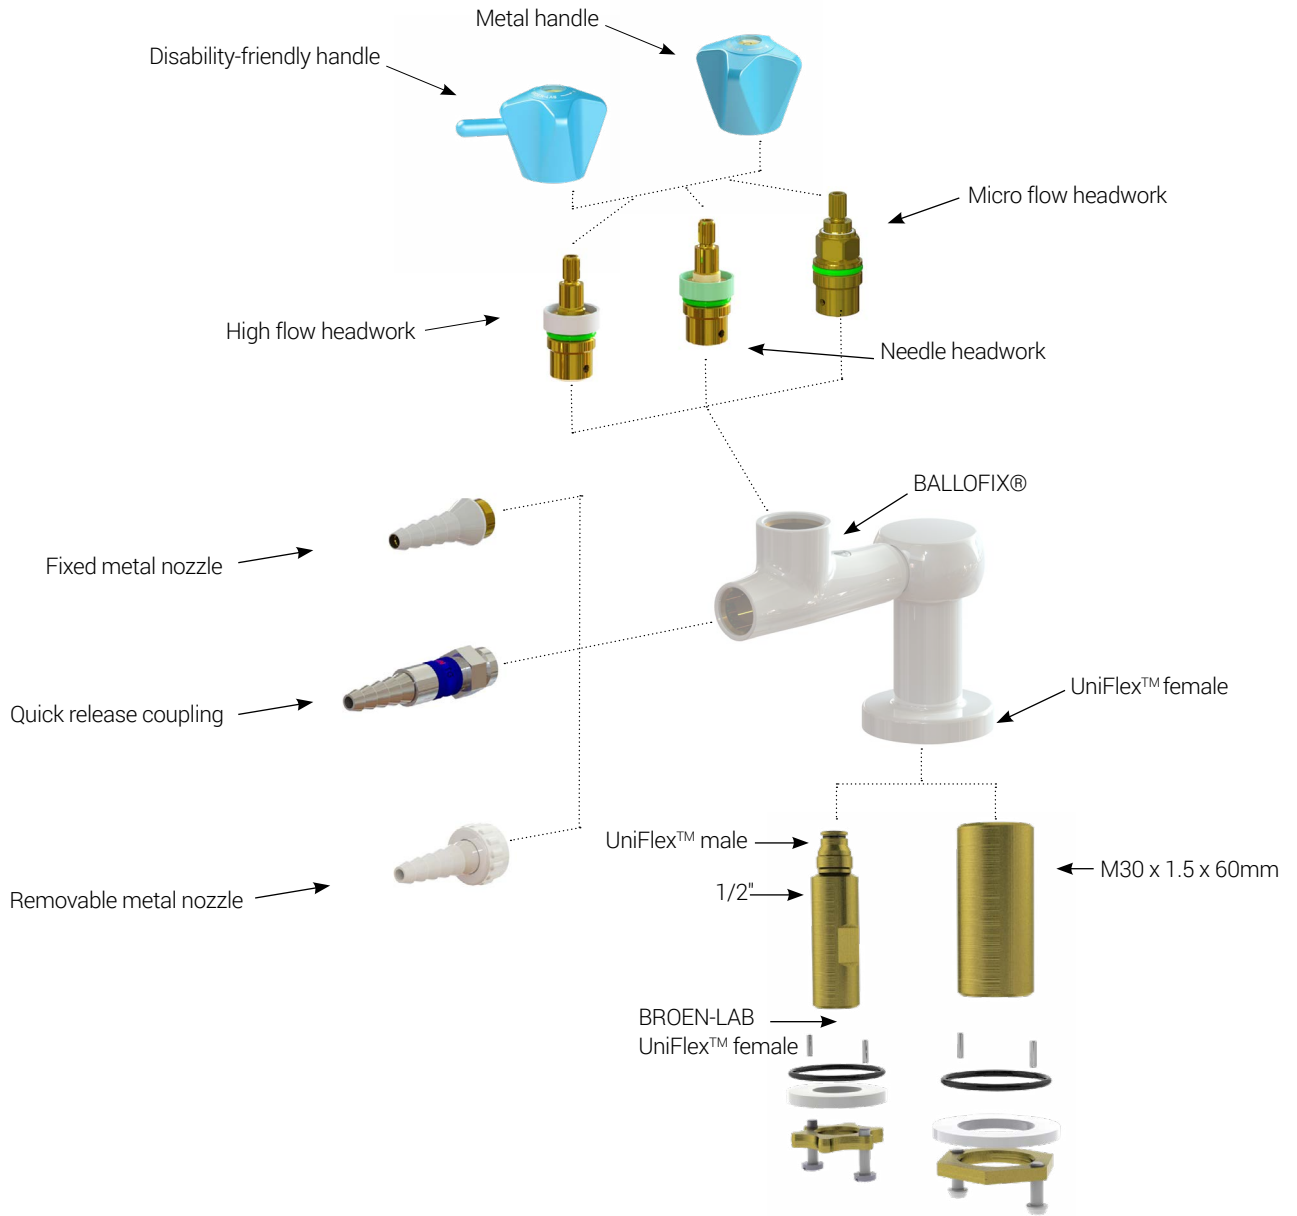 Metal handle
Disability-friendly handle
Micro flow headwork
High flow headwork
Needle headwork
BALLOFIX®
Fixed metal nozzle
UniFlex™ female
Quick release coupling
UniFlex™ male
M30 x 1.5 x 60mm
1/2"
Removable metal nozzle
BROEN-LAB
UniFlex™ female